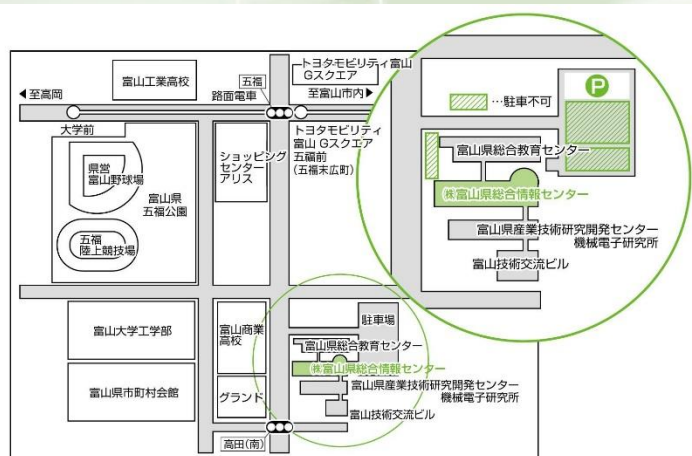 富山工業高校
五福
トヨタモビリティ富山
Gスクエア
◀至高岡
路面電車
至富山市内▶
大学前
トヨタモビリティ
富山 Gスクエア
五福前
(五福末広町)
県営
富山野球場
富山県
五福公園
五福
陸上競技場
ショッピング
センター
アリス
P
…駐車不可
富山県総合教育センター
㈱富山県総合情報センター
富山県産業技術研究開発センター
機械電子研究所
富山技術交流ビル
富山大学工学部
富山商業
高校
駐車場
富山県総合教育センター
㈱富山県総合情報センター
富山県市町村会館
グランド
富山県産業技術研究開発センター
機械電子研究所
富山技術交流ビル
高田(南)